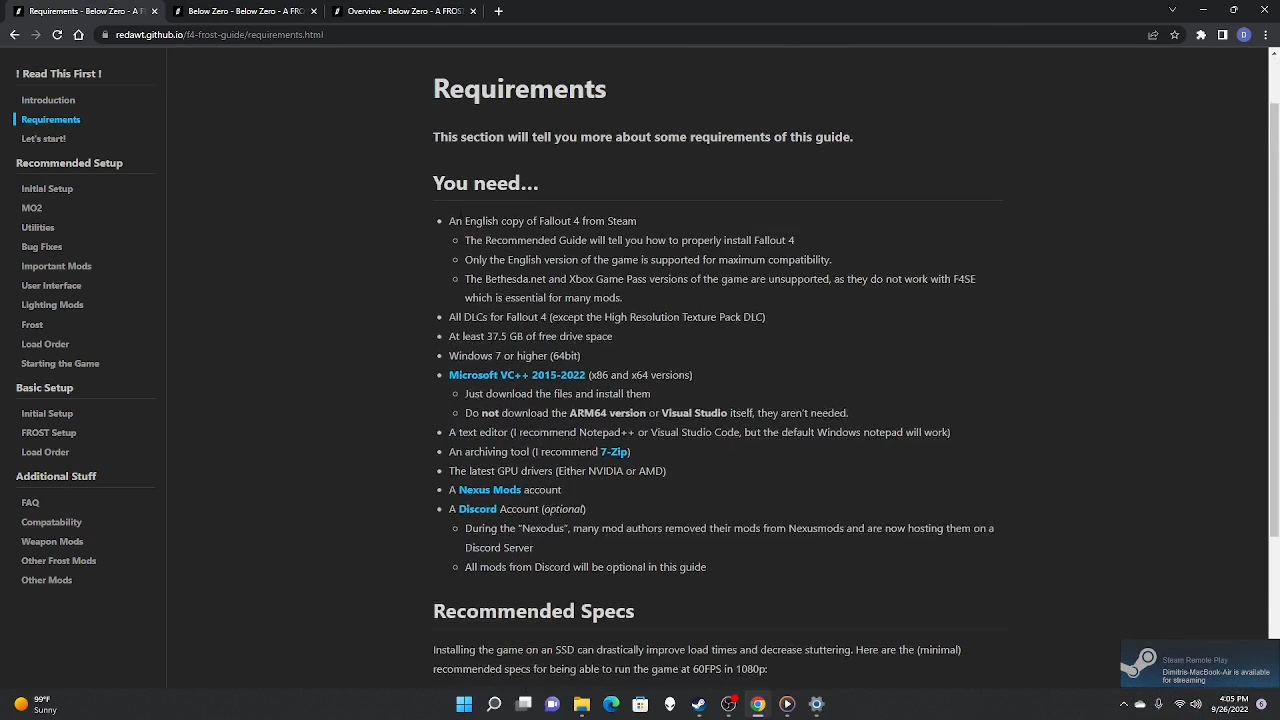 Requirements - Below Zero - A F
Below Zero - Below Zero - A FRO
Overview - Below Zero - A FROST
redawt.github.io/f4-frost-guide/requirements.html
D
! Read This First !
Introduction
Requirements
Let's start!
Recommended Setup
Initial Setup
MO2
Utilities
Bug Fixes
Important Mods
User Interface
Lighting Mods
Frost
Load Order
Starting the Game
Basic Setup
Initial Setup
FROST Setup
Load Order
Additional Stuff
FAQ
Compatability
Weapon Mods
Other Frost Mods
Other Mods
Requirements
This section will tell you more about some requirements of this guide.
You need...
An English copy of Fallout 4 from Steam
The Recommended Guide will tell you how to properly install Fallout 4
Only the English version of the game is supported for maximum compatibility.
The Bethesda.net and Xbox Game Pass versions of the game are unsupported, as they do not work with F4SE
which is essential for many mods.
All DLCs for Fallout 4 (except the High Resolution Texture Pack DLC)
At least 37.5 GB of free drive space
Windows 7 or higher (64bit)
Microsoft VC++ 2015-2022 (x86 and x64 versions)
Just download the files and install them
Do not download the ARM64 version or Visual Studio itself, they aren't needed.
A text editor (I recommend Notepad++ or Visual Studio Code, but the default Windows notepad will work)
An archiving tool (I recommend 7-Zip)
The latest GPU drivers (Either NVIDIA or AMD)
A Nexus Mods account
A Discord Account (optional)
During the "Nexodus", many mod authors removed their mods from Nexusmods and are now hosting them on a
Discord Server
All mods from Discord will be optional in this guide
Recommended Specs
Installing the game on an SSD can drastically improve load times and decrease stuttering. Here are the (minimal)
recommended specs for being able to run the game at 60FPS in 1080p:
Steam Remote Play
Dimitris-MacBook-Air is available
for streaming
99°F
Sunny
4:05 PM
9/26/2022